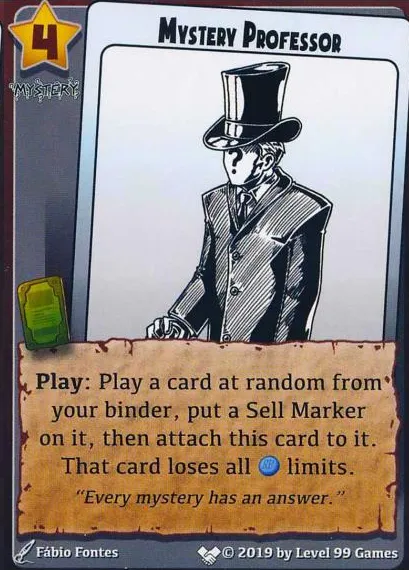 4
MYSTERY
MYSTERY PROFESSOR
?
Play: Play a card at random from
your binder, put a Sell Marker
on it, then attach this card to it.
That card loses all limits.
"Every mystery has an answer."
Fábio Fontes
© 2019 by Level 99 Games